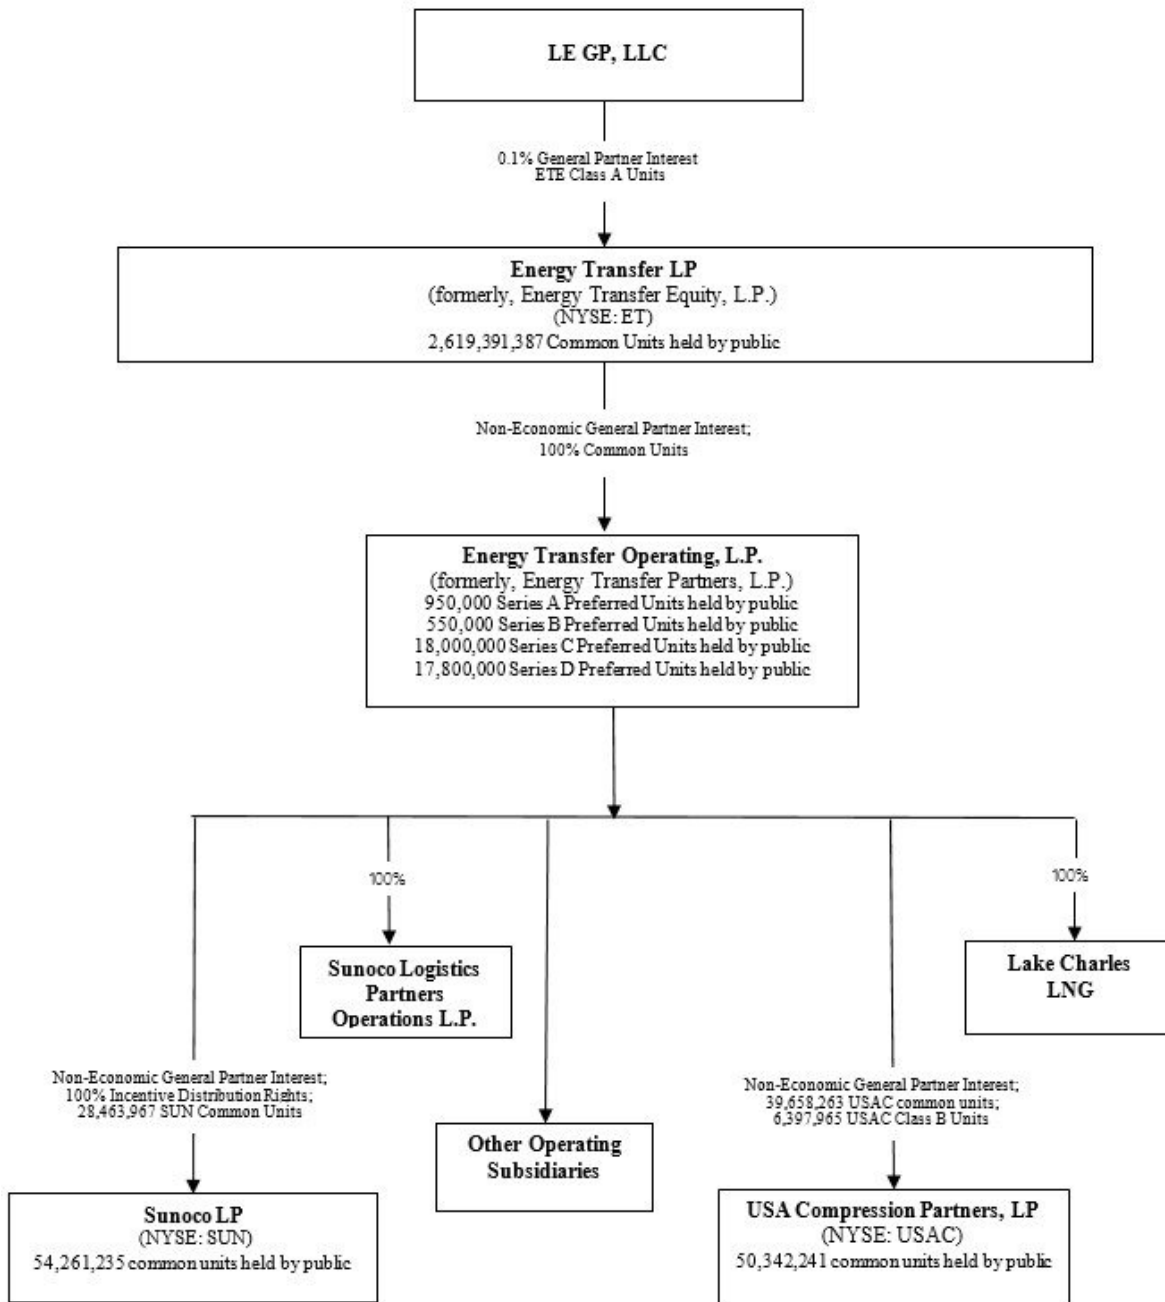 LE GP, LLC
0.1% General Partner Interest
ETE Class A Units
Energy Transfer LP
(formerly, Energy Transfer Equity, L.P.)
(NYSE: ET)
2,619,391,387 Common Units held by public
Non-Economic General Partner Interest;
100% Common Units
Energy Transfer Operating, L.P.
(formerly, Energy Transfer Partners, L.P.)
950,000 Series A Preferred Units held by public
550,000 Series B Preferred Units held by public
18,000,000 Series C Preferred Units held by public
17,800,000 Series D Preferred Units held by public
100%
100%
Sunoco Logistics
Partners
Operations L.P.
Lake Charles
LNG
Non-Economic General Partner Interest;
100% Incentive Distribution Rights;
28,463,967 SUN Common Units
Non-Economic General Partner Interest;
39,658,263 USAC common units;
6,397,965 USAC Class B Units
Other Operating
Subsidiaries
Sunoco LP
(NYSE: SUN)
54,261,235 common units held by public
USA Compression Partners, LP
(NYSE: USAC)
50,342,241 common units held by public